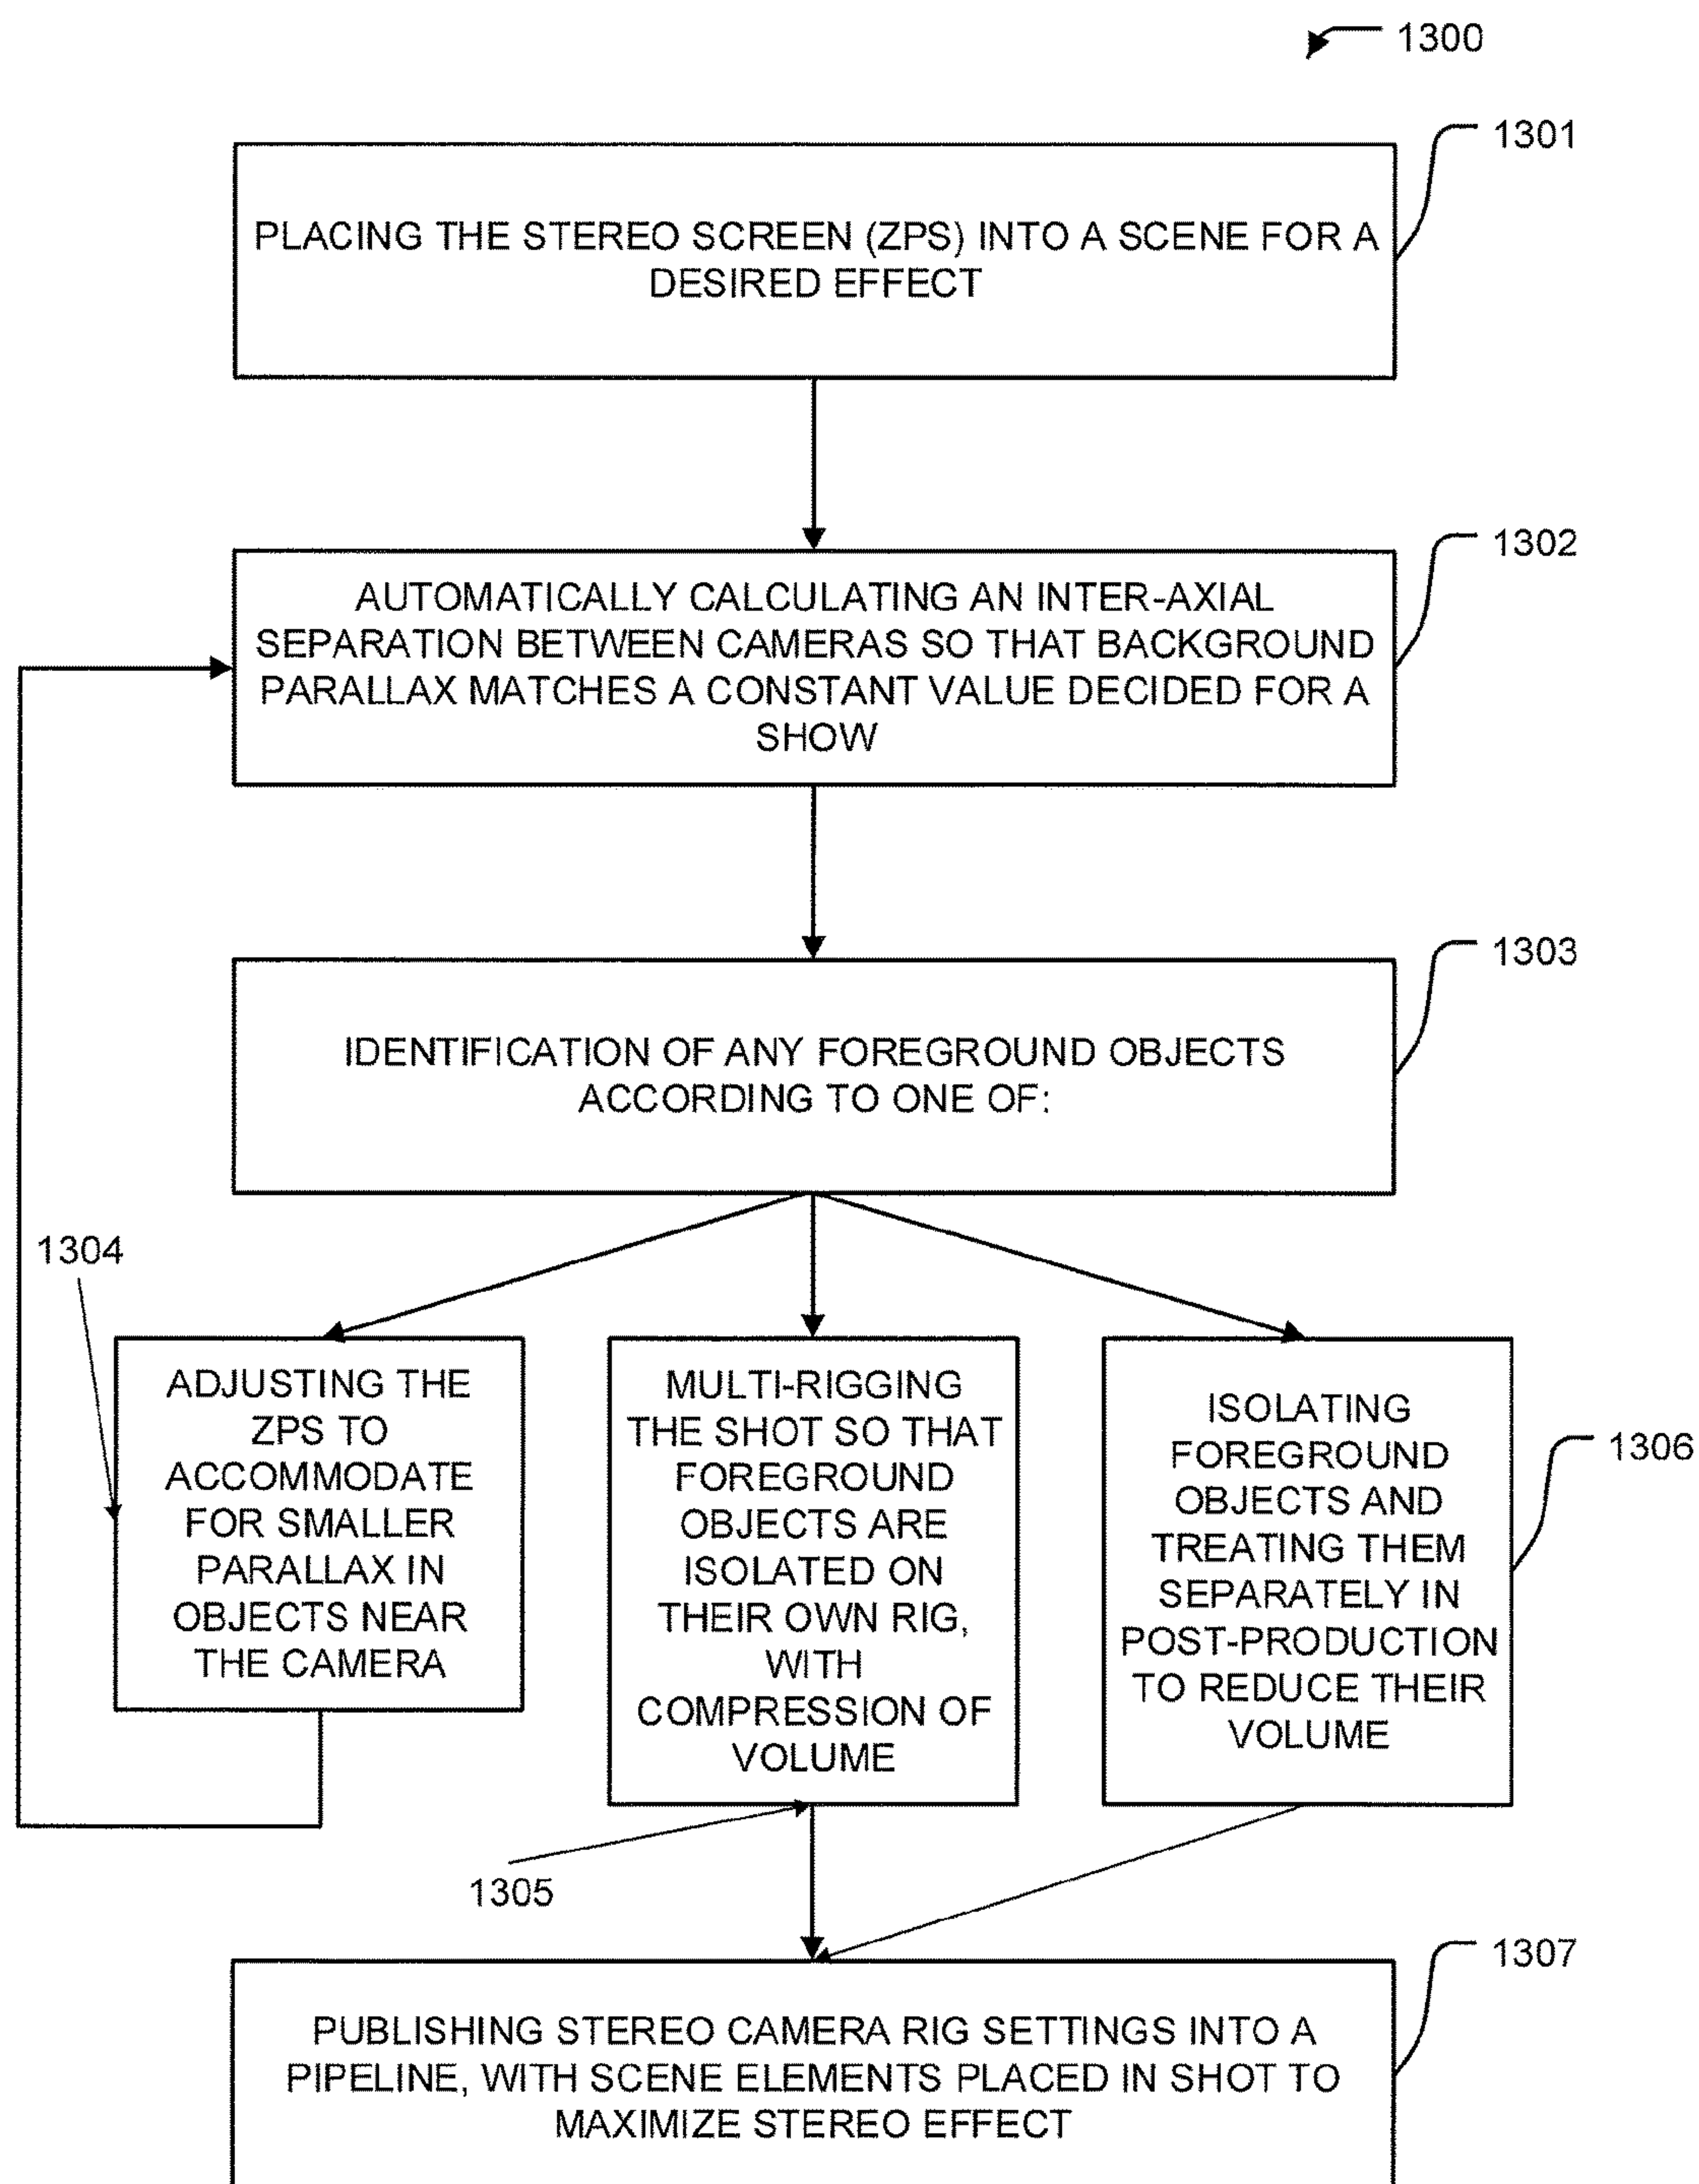 1300
1301
PLACING THE STEREO SCREEN (ZPS) INTO A SCENE FOR A
DESIRED EFFECT
1302
AUTOMATICALLY CALCULATING AN INTER-AXIAL
SEPARATION BETWEEN CAMERAS SO THAT BACKGROUND
PARALLAX MATCHES A CONSTANT VALUE DECIDED FOR A
SHOW
1303
IDENTIFICATION OF ANY FOREGROUND OBJECTS
ACCORDING TO ONE OF:
1304
ADJUSTING THE
ZPS TO
ACCOMMODATE
FOR SMALLER
PARALLAX IN
OBJECTS NEAR
THE CAMERA
MULTI-RIGGING
THE SHOT SO THAT
FOREGROUND
OBJECTS ARE
ISOLATED ON
THEIR OWN RIG,
WITH
COMPRESSION OF
VOLUME
1305
ISOLATING
FOREGROUND
OBJECTS AND
TREATING THEM
SEPARATELY IN
POST-PRODUCTION
TO REDUCE THEIR
VOLUME
1306
1307
PUBLISHING STEREO CAMERA RIG SETTINGS INTO A
PIPELINE, WITH SCENE ELEMENTS PLACED IN SHOT TO
MAXIMIZE STEREO EFFECT